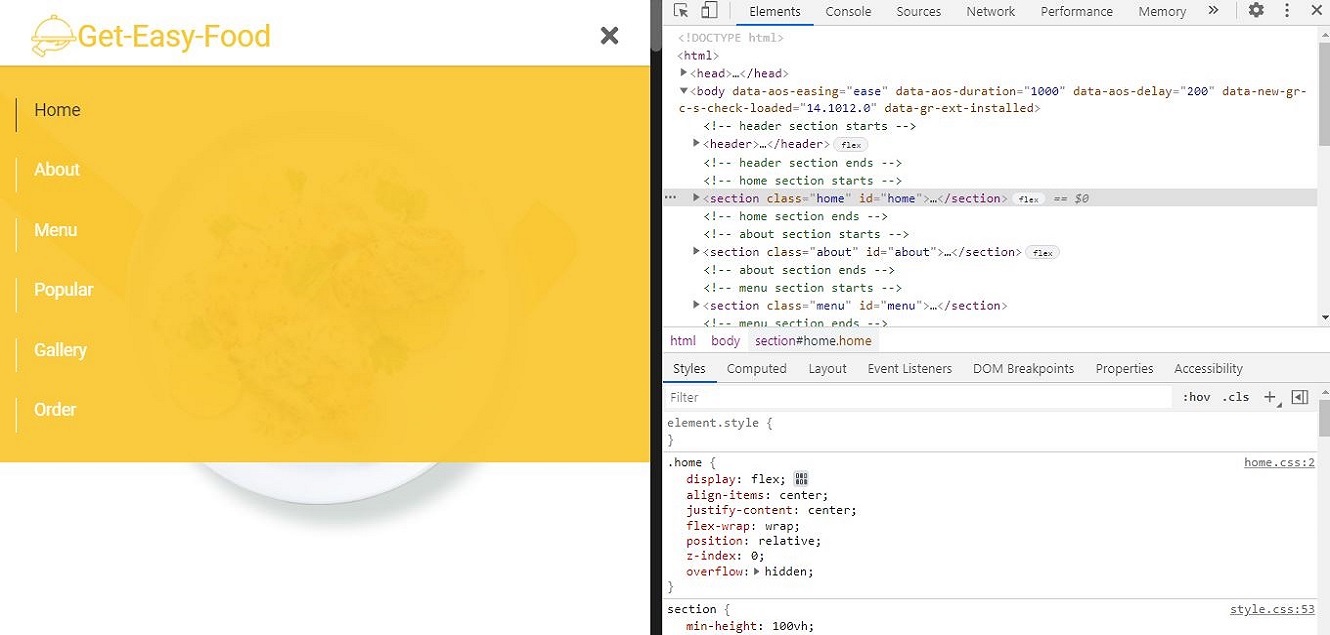 Get-Easy-Food
Home
About
Menu
Popular
Gallery
Order
Elements Console Sources Network Performance Memory
<!DOCTYPE html>
<html>
<head>…</head>
<body data-aos-easing="ease" data-aos-duration="1000" data-aos-delay="200" data-new-gr-
c-s-check-loaded="14.1012.0" data-gr-ext-installed>
<!-- header section starts -->
<header>…</header> flex
<!-- header section ends -->
<!-- home section starts -->
<section class="home" id="home">…</section> flex == $0
<!-- home section ends -->
<!-- about section starts -->
<section class="about" id="about">…</section> flex
<!-- about section ends -->
<!-- menu section starts -->
<section class="menu" id="menu">…</section>
<!-- menu section ends -->
html body section#home.home
Styles Computed Layout Event Listeners DOM Breakpoints Properties Accessibility
Filter :hov .cls +
element.style {
}
.home { home.css:2
display: flex;
align-items: center;
justify-content: center;
flex-wrap: wrap;
position: relative;
z-index: 0;
overflow: hidden;
}
section { style.css:53
min-height: 100vh;